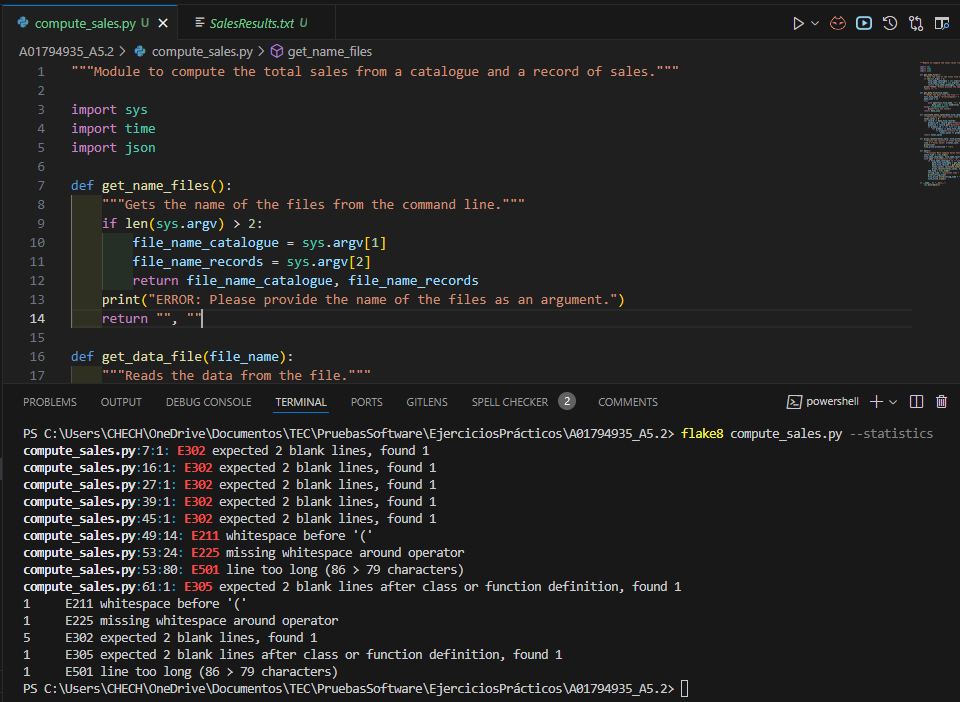 compute_sales.py U SalesResults.txt U
A01794935_A5.2 > compute_sales.py > get_name_files
1 """Module to compute the total sales from a catalogue and a record of sales."""
2
3 import sys
4 import time
5 import json
6
7 def get_name_files():
8 """Gets the name of the files from the command line."""
9 if len(sys.argv) > 2:
10 file_name_catalogue = sys.argv[1]
11 file_name_records = sys.argv[2]
12 return file_name_catalogue, file_name_records
13 print("ERROR: Please provide the name of the files as an argument.")
14 return "", ""
15
16 def get_data_file(file_name):
17 """Reads the data from the file."""
PROBLEMS OUTPUT DEBUG CONSOLE TERMINAL PORTS GITLENS SPELL CHECKER 2 COMMENTS powershell
PS C:\Users\CHECH\OneDrive\Documentos\TEC\PruebasSoftware\EjerciciosPrácticos\A01794935_A5.2> flake8 compute_sales.py --statistics
compute_sales.py:7:1: E302 expected 2 blank lines, found 1
compute_sales.py:16:1: E302 expected 2 blank lines, found 1
compute_sales.py:27:1: E302 expected 2 blank lines, found 1
compute_sales.py:39:1: E302 expected 2 blank lines, found 1
compute_sales.py:45:1: E302 expected 2 blank lines, found 1
compute_sales.py:49:14: E211 whitespace before '('
compute_sales.py:53:24: E225 missing whitespace around operator
compute_sales.py:53:80: E501 line too long (86 > 79 characters)
compute_sales.py:61:1: E305 expected 2 blank lines after class or function definition, found 1
1 E211 whitespace before '('
1 E225 missing whitespace around operator
5 E302 expected 2 blank lines, found 1
1 E305 expected 2 blank lines after class or function definition, found 1
1 E501 line too long (86 > 79 characters)
PS C:\Users\CHECH\OneDrive\Documentos\TEC\PruebasSoftware\EjerciciosPrácticos\A01794935_A5.2>